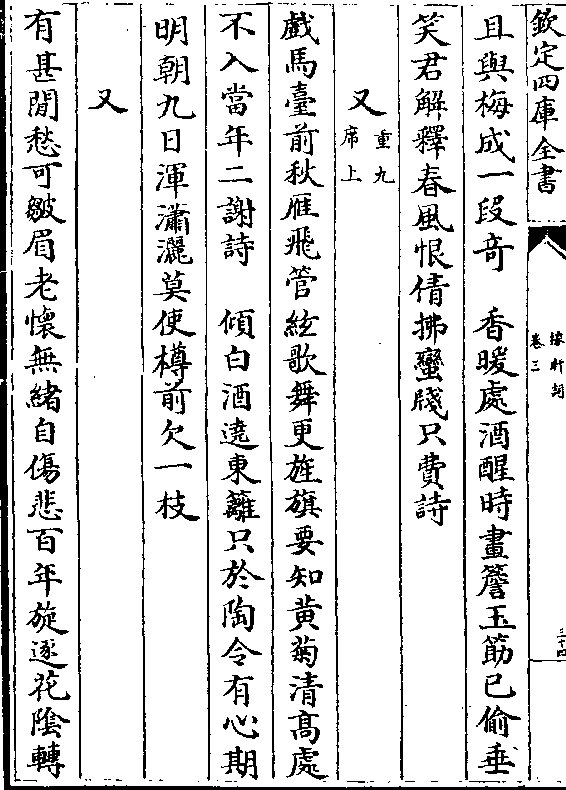 欽定四庫全書
稼軒詞
卷三
三十四
且與梅成一段竒　香暖處酒醒時畫簷玉筯已偷垂
笑君解釋春風恨倩拂蠻牋只費詩
又重九席上
戲馬臺前秋雁飛管絃歌舞更旌旗要知黄菊清髙處
不入當年二謝詩　傾白酒遶東籬只於陶令有心期
明朝九日渾瀟灑莫使樽前欠一枝
又
有甚閒愁可皺眉老懷無緒自傷悲百年旋逐花陰轉